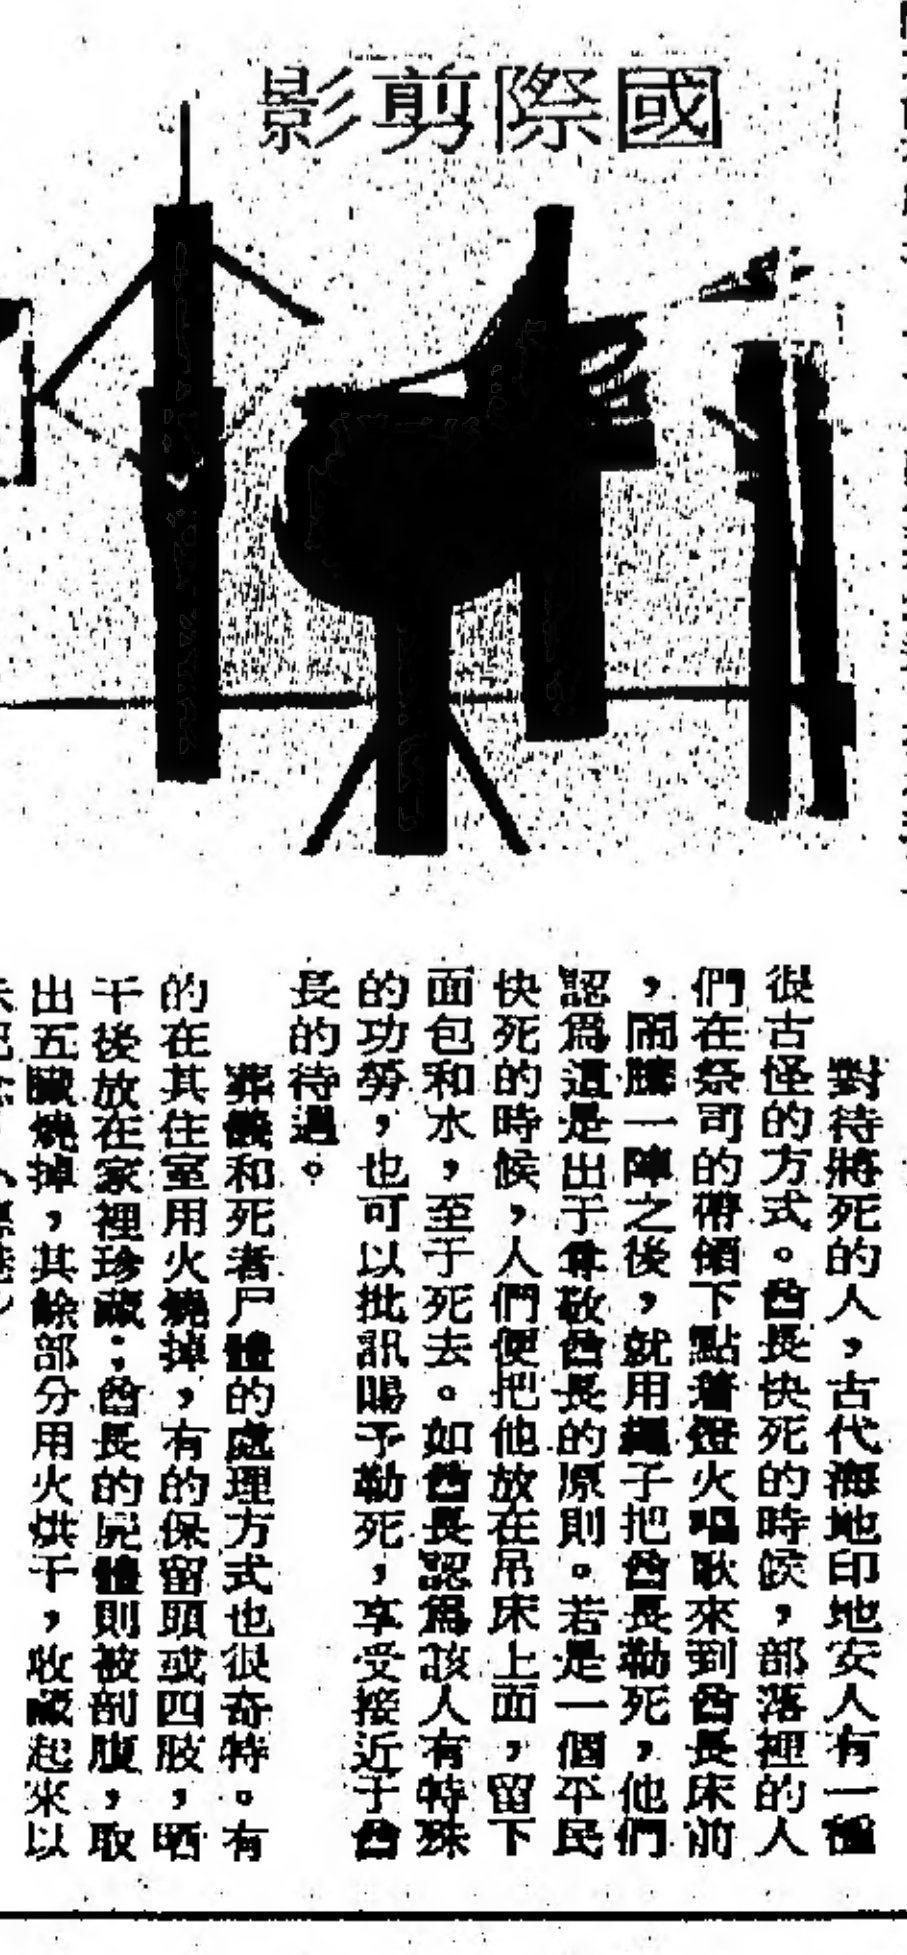 國際剪影
對待將死的人，古代海地印地安人有一種
很古怪的方式。酋長快死的時候，部落裡的人
們在祭司的帶領下點着燈火唱歌來到酋長床前
，鬧騰一陣之後，就用繩子把酋長勒死，他們
認爲這是出于尊敬酋長的原則。若是一個平民
快死的時候，人們便把他放在吊床上面，留下
面包和水，至于死去。如酋長認爲該人有特殊
的功勞，也可以批訊賜予勒死，享受接近于酋
長的待遇。
葬儀和死者尸體的處理方式也很奇特。有
的在其住室用火燒掉，有的保留頭或四肢，晒
干後放在家裡珍藏；酋長的屍體則被剖腹，取
出五臟燒掉，其餘部分用火烘干，收藏起來以